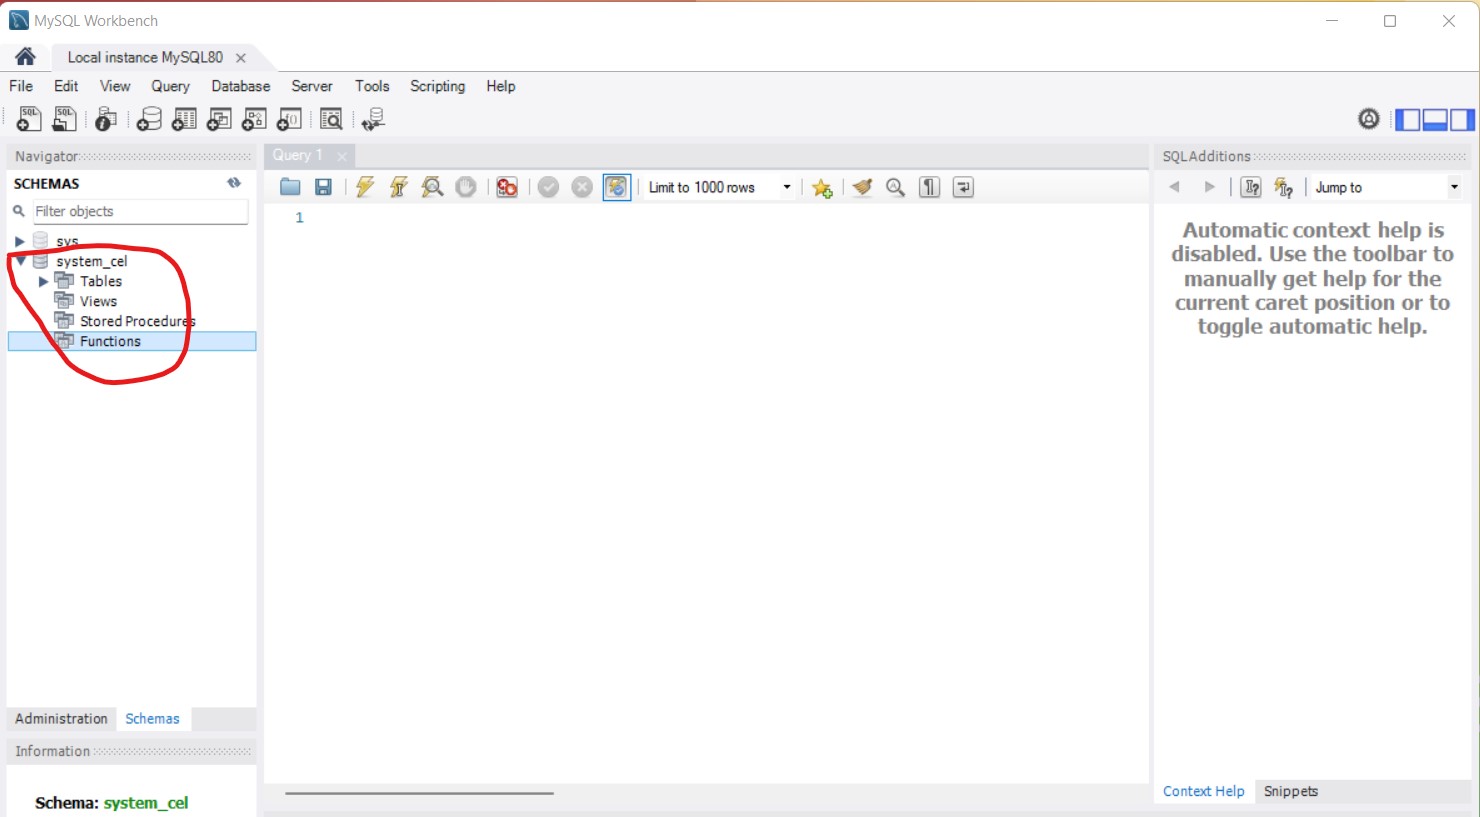 MySQL Workbench
Local instance MySQL80
File Edit View Query Database Server Tools Scripting Help
SQL SQL
Navigator
SCHEMAS
Filter objects
sys
system_cel
Tables
Views
Stored Procedures
Functions
Administration Schemas
Information
Schema: system_cel
Query 1
Limit to 1000 rows
1
SQLAdditions
Jump to
Automatic context help is
disabled. Use the toolbar to
manually get help for the
current caret position or to
toggle automatic help.
Context Help Snippets